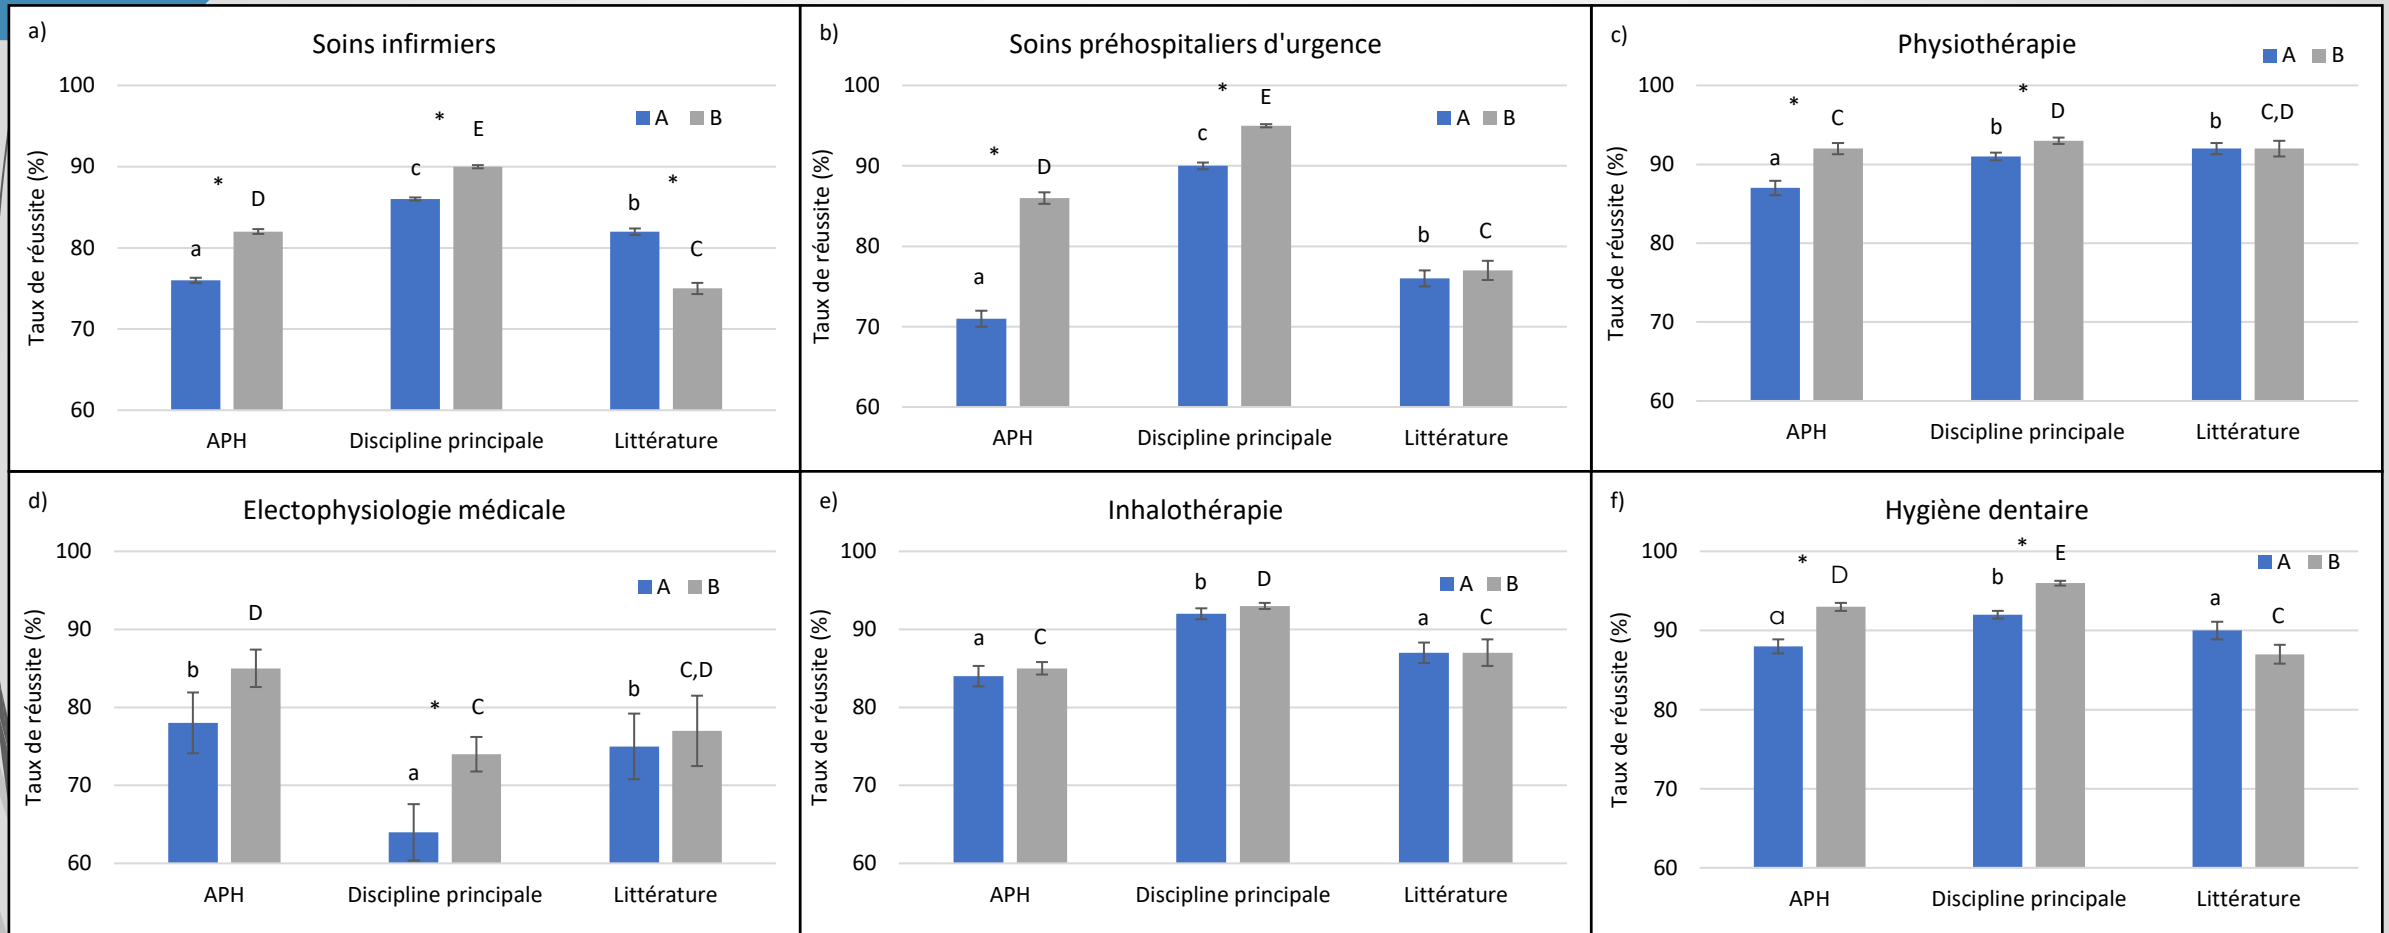 a)
Soins infirmiers
A B
Taux de réussite (%)
100
90
80
70
60
* * *
a D c E b C
APH Discipline principale Littérature
b)
Soins préhospitaliers d'urgence
A B
Taux de réussite (%)
100
90
80
70
60
* *
a D c E b C
APH Discipline principale Littérature
c)
Physiothérapie
A B
Taux de réussite (%)
100
90
80
70
60
* *
a C b D b C,D
APH Discipline principale Littérature
d)
Electophysiologie médicale
A B
Taux de réussite (%)
100
90
80
70
60
*
b D a C b C,D
APH Discipline principale Littérature
e)
Inhalothérapie
A B
Taux de réussite (%)
100
90
80
70
60
a C b D a C
APH Discipline principale Littérature
f)
Hygiène dentaire
A B
Taux de réussite (%)
100
90
80
70
60
* *
a D b E a C
APH Discipline principale Littérature